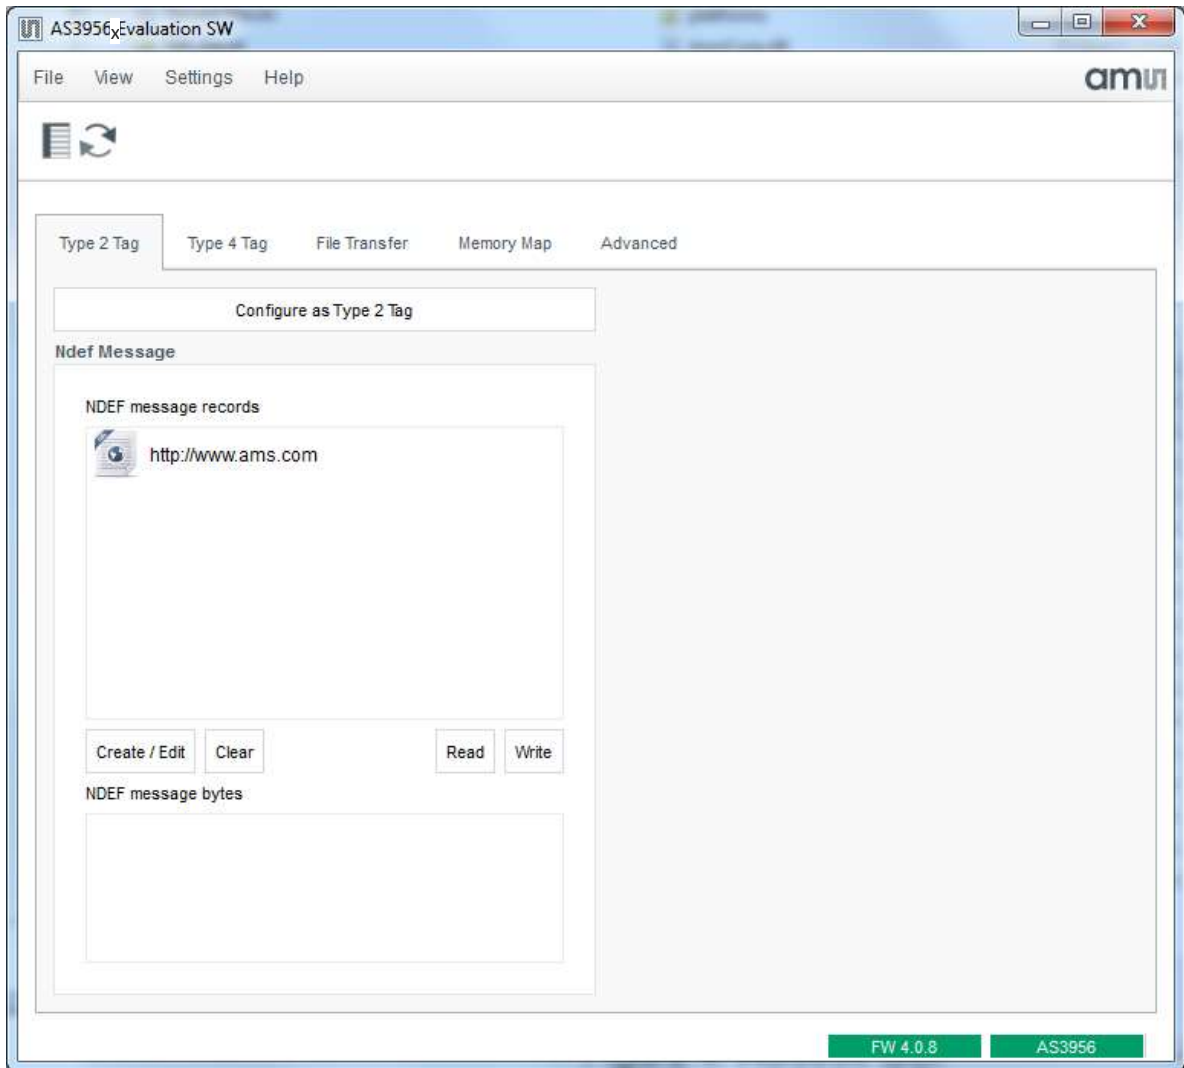 AS3956xEvaluation SW
File View Settings Help
amu
Type 2 Tag Type 4 Tag File Transfer Memory Map Advanced
Configure as Type 2 Tag
Ndef Message
NDEF message records
http://www.ams.com
Create / Edit Clear Read Write
NDEF message bytes
FW 4.0.8 AS3956